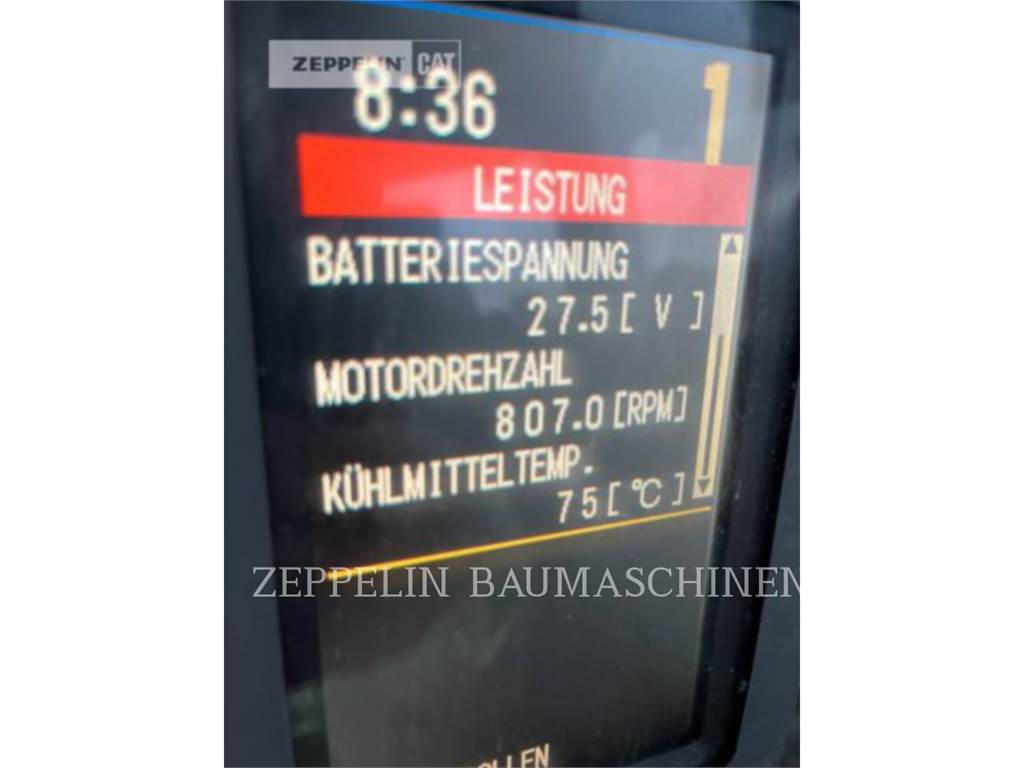 ZEPPELIN CAT
8:36
1
LEISTUNG
BATTERIESPANNUNG
27.5[ V ]
MOTORDREHZAHL
807.0[RPM]
KÜHLMITTELTEMP.
75[ °C ]
ZEPPELIN BAUMASCHINEN